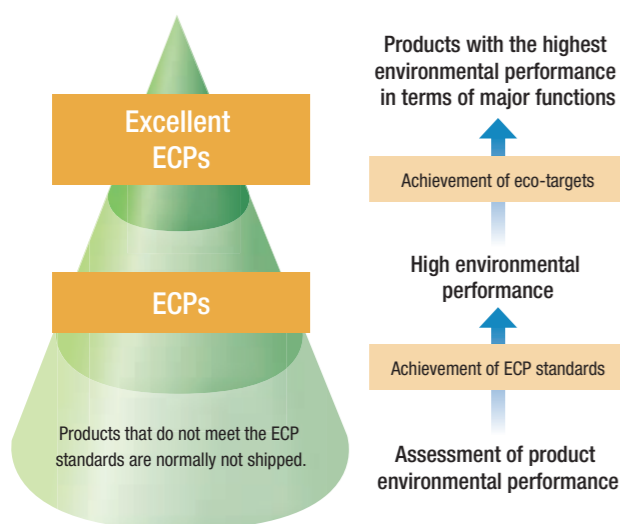 Excellent
ECPs
ECPs
Products that do not meet the ECP
standards are normally not shipped.
Products with the highest
environmental performance
in terms of major functions
Achievement of eco-targets
High environmental
performance
Achievement of ECP standards
Assessment of product
environmental performance